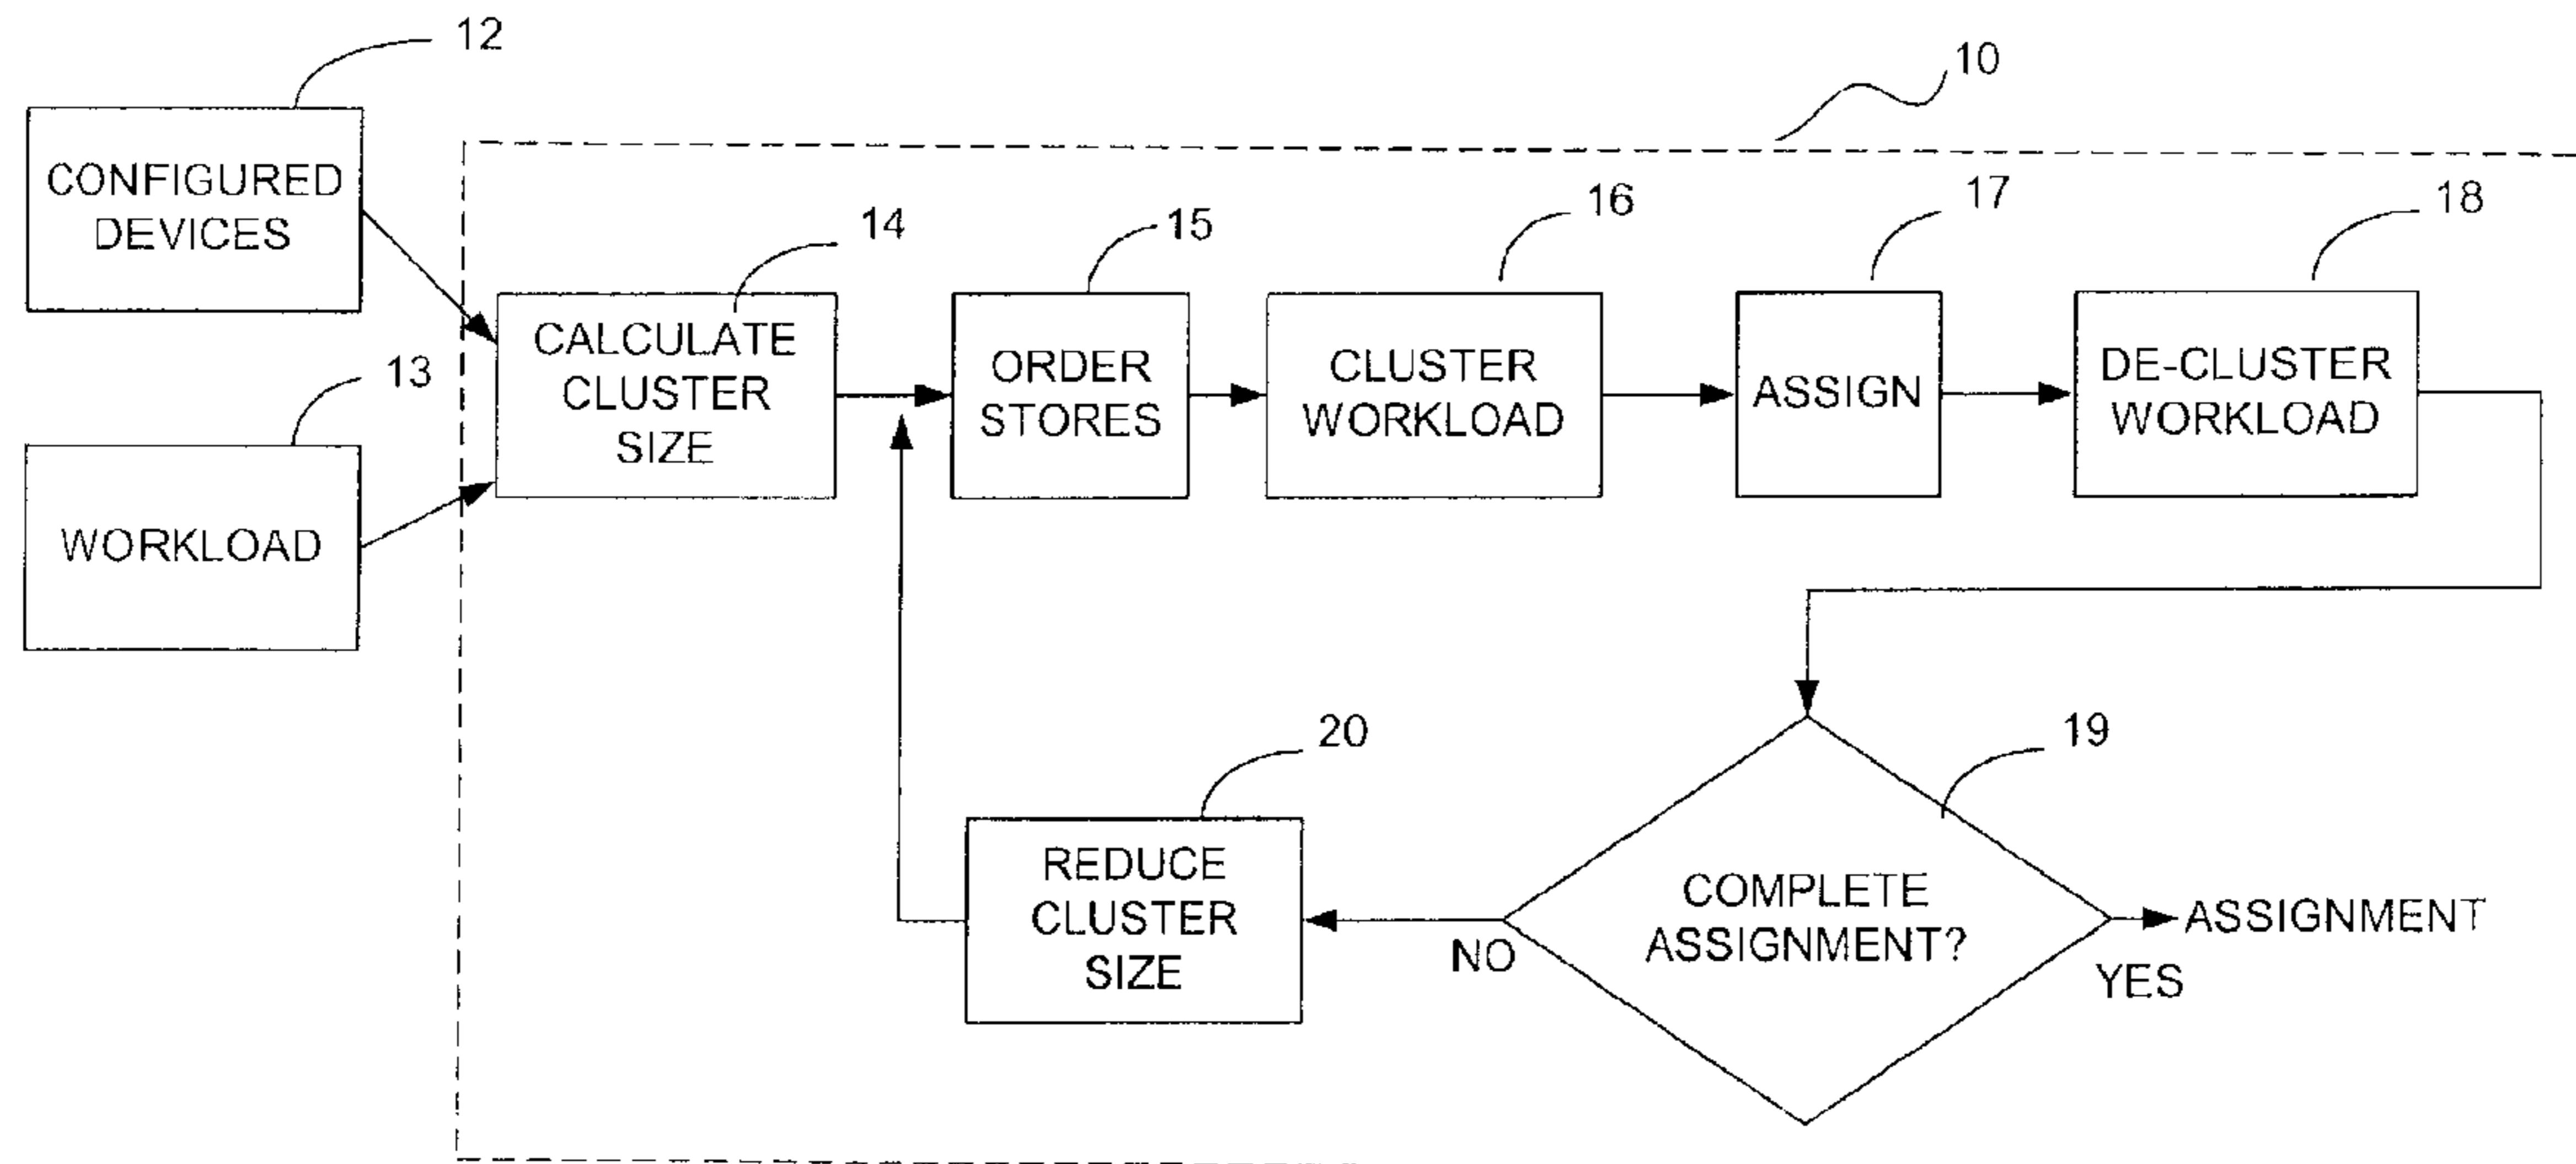 12
10
CONFIGURED
DEVICES
13
WORKLOAD
14
CALCULATE
CLUSTER
SIZE
15
ORDER
STORES
16
CLUSTER
WORKLOAD
17
ASSIGN
18
DE-CLUSTER
WORKLOAD
19
COMPLETE
ASSIGNMENT?
NO
YES
ASSIGNMENT
20
REDUCE
CLUSTER
SIZE